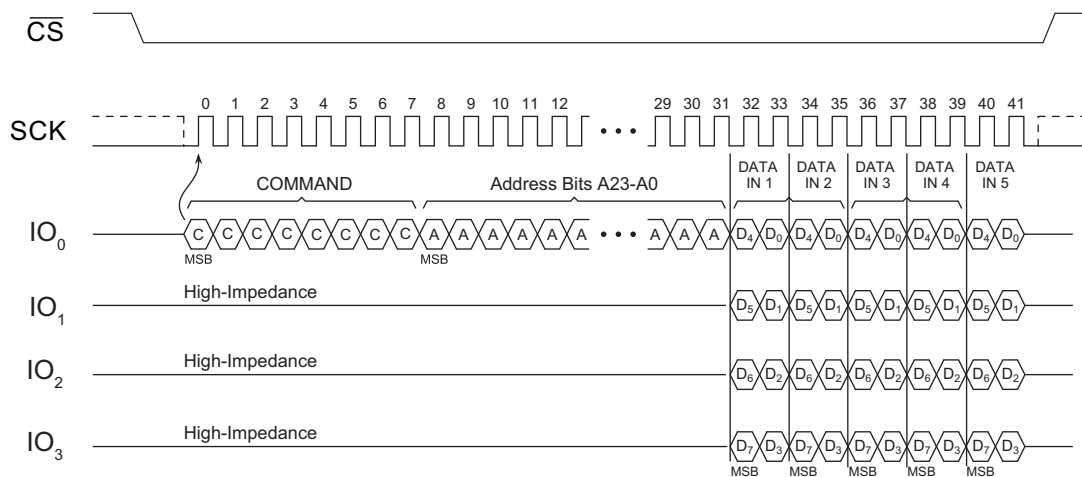 CS
0 1 2 3 4 5 6 7 8 9 10 11 12 29 30 31 32 33 34 35 36 37 38 39 40 41
SCK
DATA IN 1 DATA IN 2 DATA IN 3 DATA IN 4 DATA IN 5
COMMAND Address Bits A23-A0
IO0 C C C C C C C C A A A A A A A A A D4 D0 D4 D0 D4 D0 D4 D0 D4 D0
MSB MSB
High-Impedance
IO1 D5 D1 D5 D1 D5 D1 D5 D1 D5 D1
High-Impedance
IO2 D6 D2 D6 D2 D6 D2 D6 D2 D6 D2
High-Impedance
IO3 D7 D3 D7 D3 D7 D3 D7 D3 D7 D3
MSB MSB MSB MSB MSB